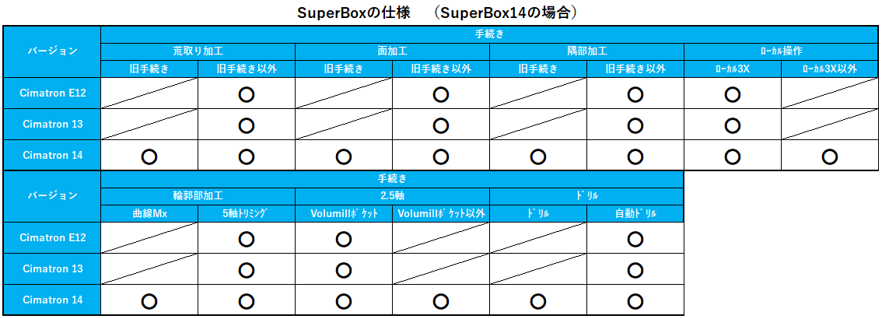 SuperBoxの仕様　（SuperBox14の場合）
バージョン 手続き
荒取り加工 面加工 隅部加工 ﾛｰｶﾙ操作
旧手続き 旧手続き以外 旧手続き 旧手続き以外 旧手続き 旧手続き以外 ﾛｰｶﾙ3X ﾛｰｶﾙ3X以外
Cimatron E12 〇 〇 〇 〇
Cimatron 13 〇 〇 〇 〇
Cimatron 14 〇 〇 〇 〇 〇 〇 〇 〇
バージョン 手続き
輪郭部加工 2.5軸 ﾄﾞﾘﾙ
曲線Mx 5軸ﾄﾘﾐﾝｸﾞ Volumillﾎﾟｹｯﾄ Volumillﾎﾟｹｯﾄ以外 ﾄﾞﾘﾙ 自動ﾄﾞﾘﾙ
Cimatron E12 〇 〇 〇
Cimatron 13 〇 〇 〇
Cimatron 14 〇 〇 〇 〇 〇 〇